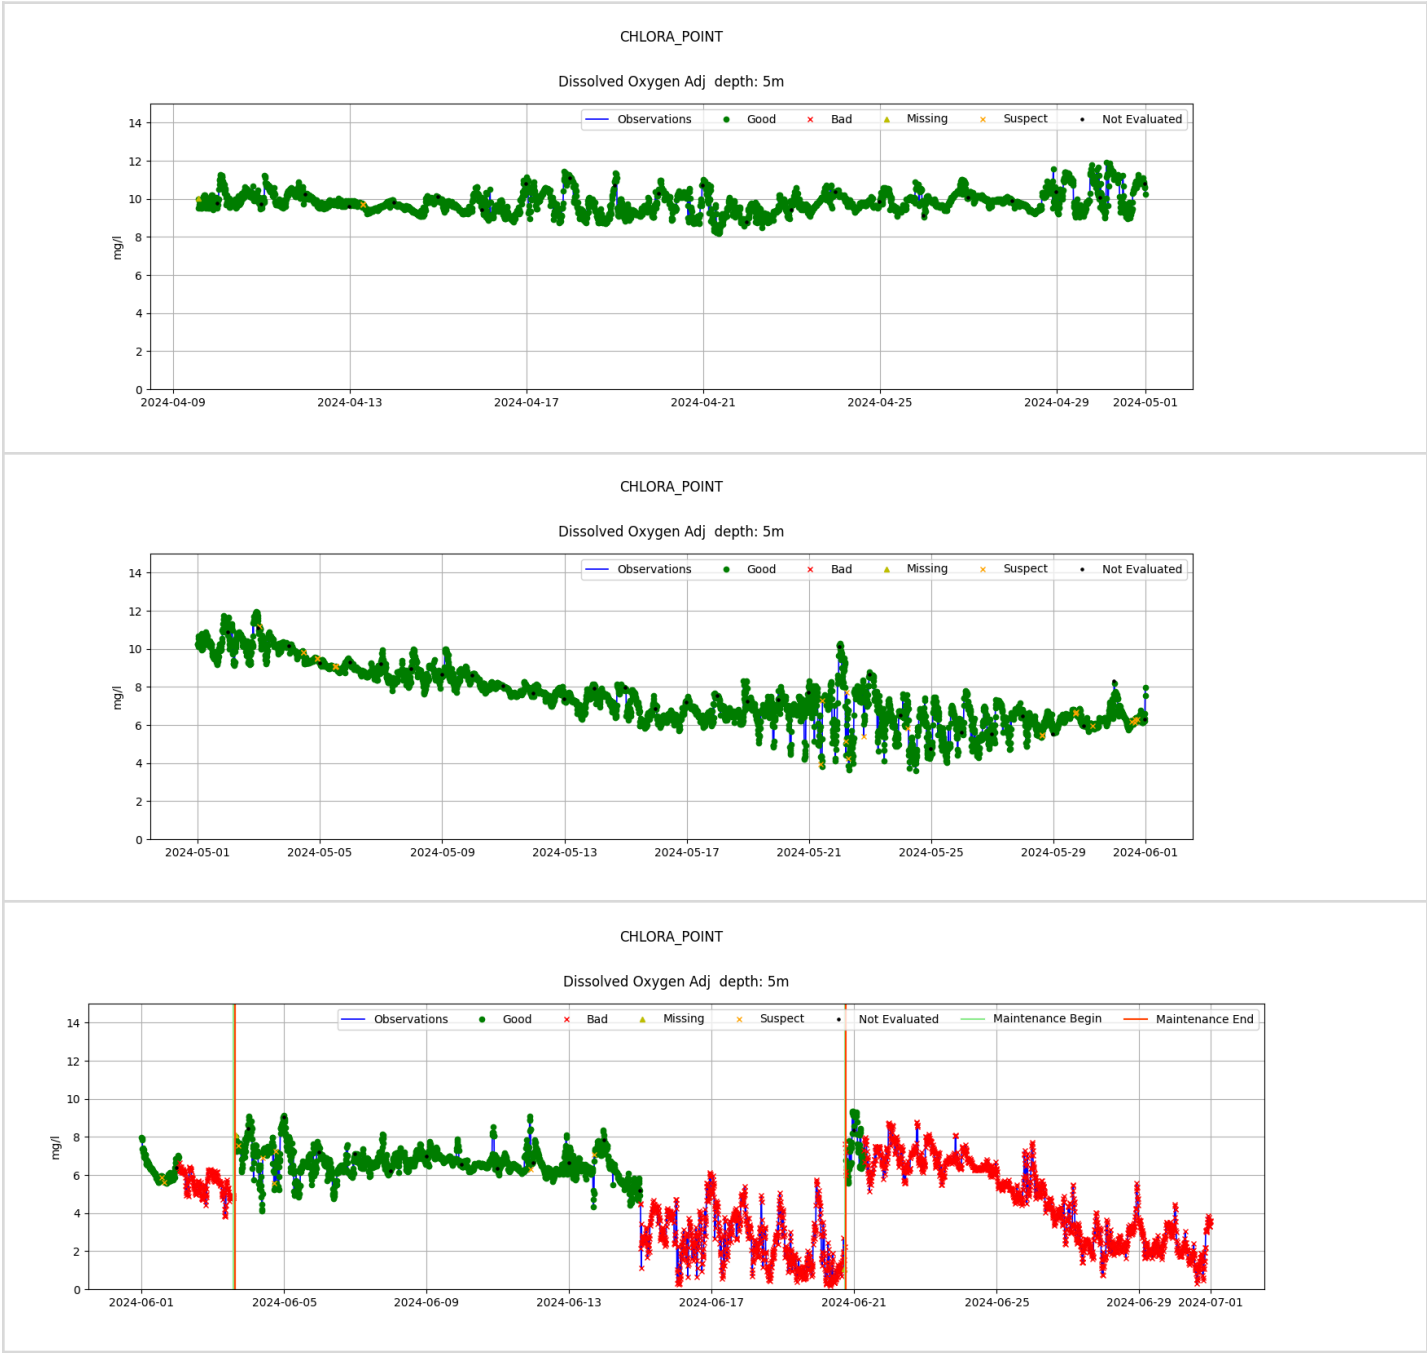 CHLORA_POINT
Dissolved Oxygen Adj depth: 5m
Observations Good Bad Missing Suspect Not Evaluated
14
12
10
8
6
4
2
0
mg/l
2024-04-09 2024-04-13 2024-04-17 2024-04-21 2024-04-25 2024-04-29 2024-05-01
CHLORA_POINT
Dissolved Oxygen Adj depth: 5m
Observations Good Bad Missing Suspect Not Evaluated
14
12
10
8
6
4
2
0
mg/l
2024-05-01 2024-05-05 2024-05-09 2024-05-13 2024-05-17 2024-05-21 2024-05-25 2024-05-29 2024-06-01
CHLORA_POINT
Dissolved Oxygen Adj depth: 5m
Observations Good Bad Missing Suspect Not Evaluated Maintenance Begin Maintenance End
14
12
10
8
6
4
2
0
mg/l
2024-06-01 2024-06-05 2024-06-09 2024-06-13 2024-06-17 2024-06-21 2024-06-25 2024-06-29 2024-07-01